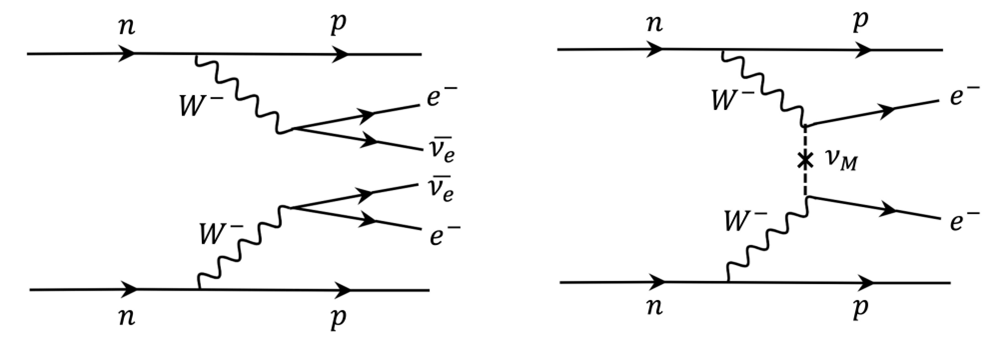 n p n p
W⁻ e⁻ W⁻ e⁻
ν̅ₑ ν_M
ν̅ₑ
W⁻ e⁻ W⁻ e⁻
n p n p